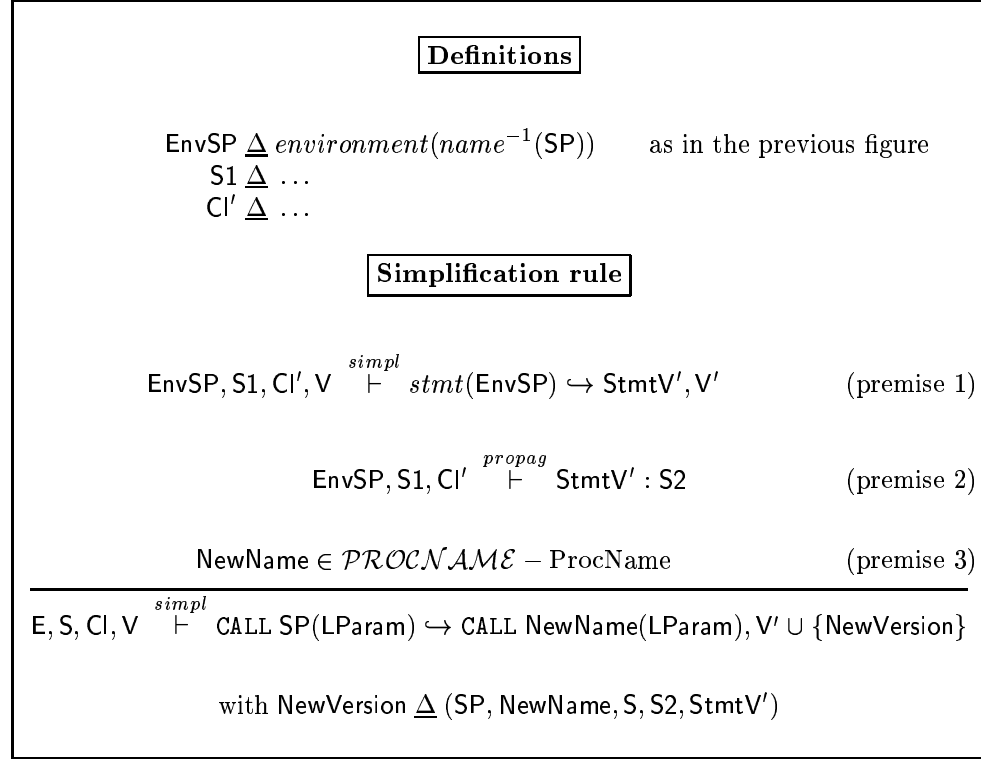 Definitions
EnvSP ≜ environment(name⁻¹(SP)) as in the previous figure
S1 ≜ ...
Cl′ ≜ ...
Simplification rule
EnvSP, S1, Cl′, V ⊢^simpl stmt(EnvSP) ↪ StmtV′, V′ (premise 1)
EnvSP, S1, Cl′ ⊢^propag StmtV′ : S2 (premise 2)
NewName ∈ 𝒫ℛ𝒪𝒞𝒩𝒜ℳℰ − ProcName (premise 3)
E, S, Cl, V ⊢^simpl CALL SP(LParam) ↪ CALL NewName(LParam), V′ ∪ {NewVersion}
with NewVersion ≜ (SP, NewName, S, S2, StmtV′)